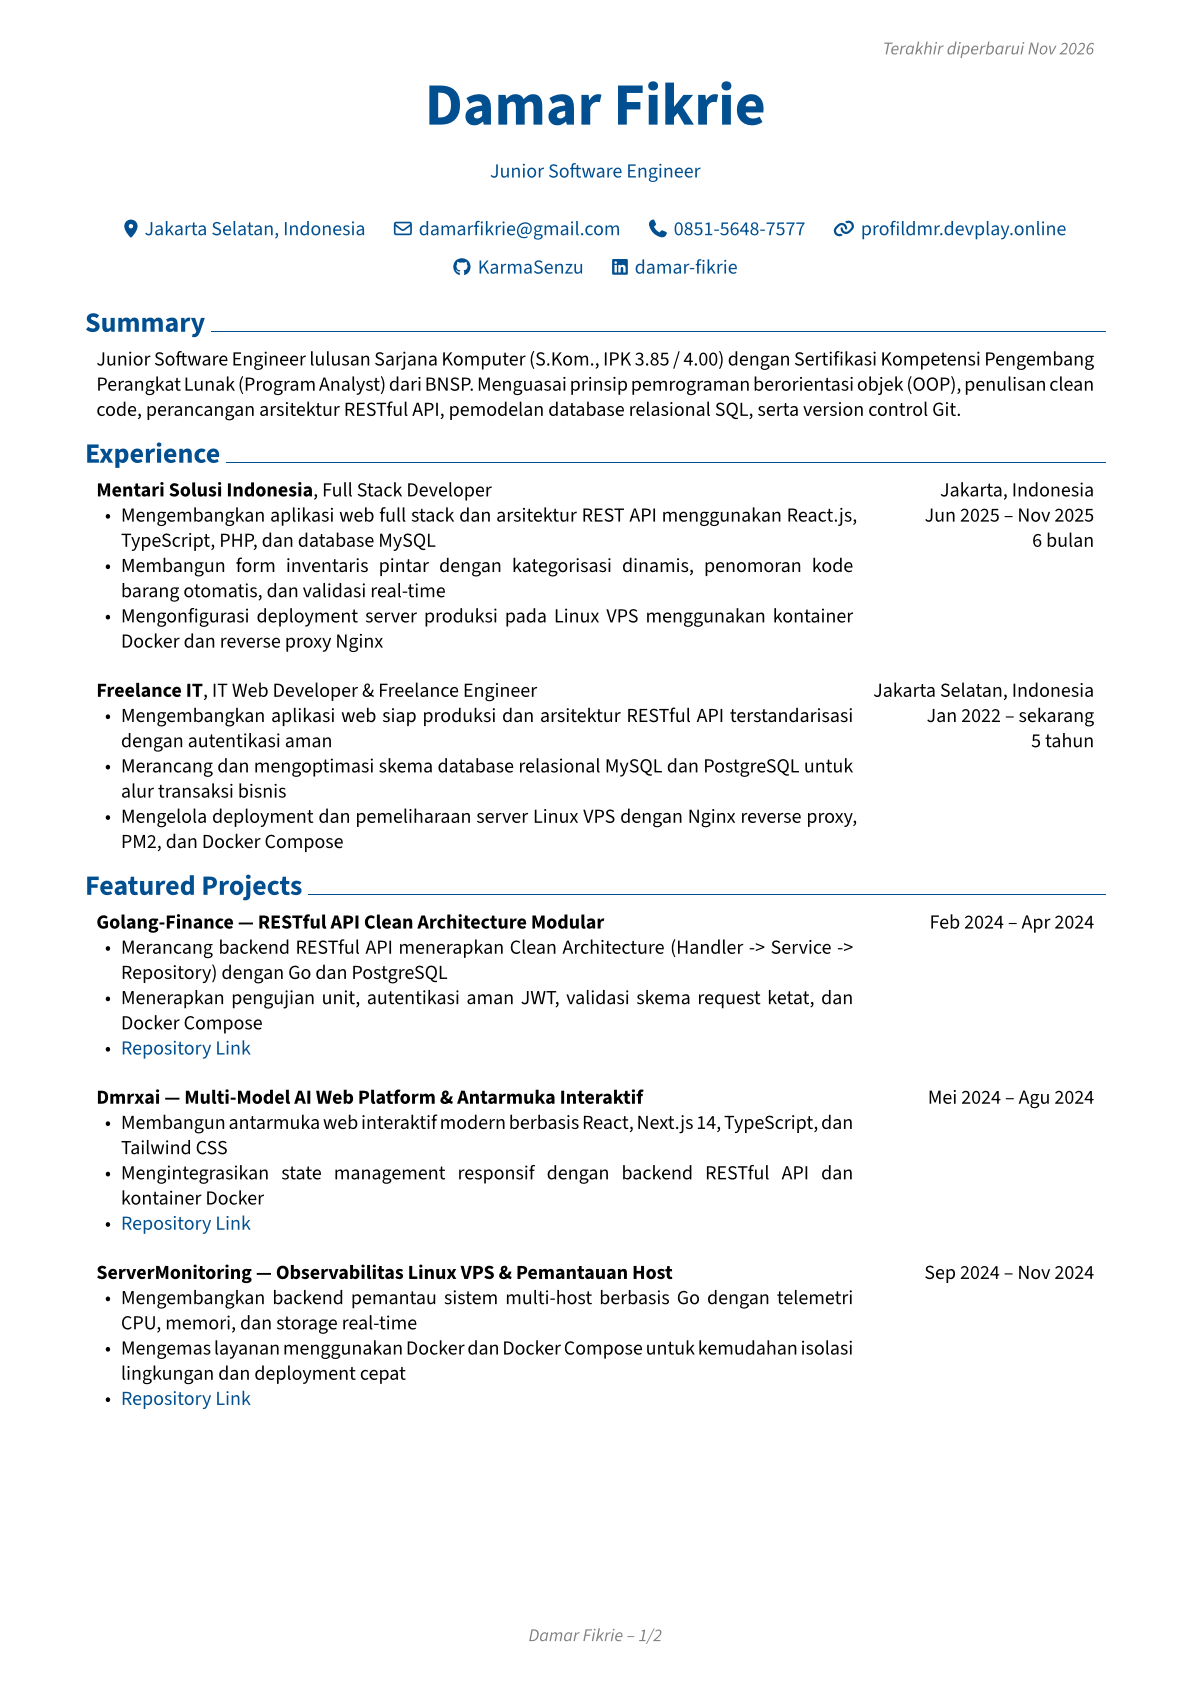 Terakhir diperbarui Nov 2026
Damar Fikrie
Junior Software Engineer
Jakarta Selatan, Indonesia damarfikrie@gmail.com 0851-5648-7577 profildmr.devplay.online
KarmaSenzu damar-fikrie
Summary
Junior Software Engineer lulusan Sarjana Komputer (S.Kom., IPK 3.85 / 4.00) dengan Sertifikasi Kompetensi Pengembang
Perangkat Lunak (Program Analyst) dari BNSP. Menguasai prinsip pemrograman berorientasi objek (OOP), penulisan clean
code, perancangan arsitektur RESTful API, pemodelan database relasional SQL, serta version control Git.
Experience
Mentari Solusi Indonesia, Full Stack Developer Jakarta, Indonesia
• Mengembangkan aplikasi web full stack dan arsitektur REST API menggunakan React.js, Jun 2025 – Nov 2025
TypeScript, PHP, dan database MySQL 6 bulan
• Membangun form inventaris pintar dengan kategorisasi dinamis, penomoran kode
barang otomatis, dan validasi real-time
• Mengonfigurasi deployment server produksi pada Linux VPS menggunakan kontainer
Docker dan reverse proxy Nginx
Freelance IT, IT Web Developer & Freelance Engineer Jakarta Selatan, Indonesia
• Mengembangkan aplikasi web siap produksi dan arsitektur RESTful API terstandarisasi Jan 2022 – sekarang
dengan autentikasi aman 5 tahun
• Merancang dan mengoptimasi skema database relasional MySQL dan PostgreSQL untuk
alur transaksi bisnis
• Mengelola deployment dan pemeliharaan server Linux VPS dengan Nginx reverse proxy,
PM2, dan Docker Compose
Featured Projects
Golang-Finance — RESTful API Clean Architecture Modular Feb 2024 – Apr 2024
• Merancang backend RESTful API menerapkan Clean Architecture (Handler -> Service ->
Repository) dengan Go dan PostgreSQL
• Menerapkan pengujian unit, autentikasi aman JWT, validasi skema request ketat, dan
Docker Compose
• Repository Link
Dmrxai — Multi-Model AI Web Platform & Antarmuka Interaktif Mei 2024 – Agu 2024
• Membangun antarmuka web interaktif modern berbasis React, Next.js 14, TypeScript, dan
Tailwind CSS
• Mengintegrasikan state management responsif dengan backend RESTful API dan
kontainer Docker
• Repository Link
ServerMonitoring — Observabilitas Linux VPS & Pemantauan Host Sep 2024 – Nov 2024
• Mengembangkan backend pemantau sistem multi-host berbasis Go dengan telemetri
CPU, memori, dan storage real-time
• Mengemas layanan menggunakan Docker dan Docker Compose untuk kemudahan isolasi
lingkungan dan deployment cepat
• Repository Link
Damar Fikrie – 1/2